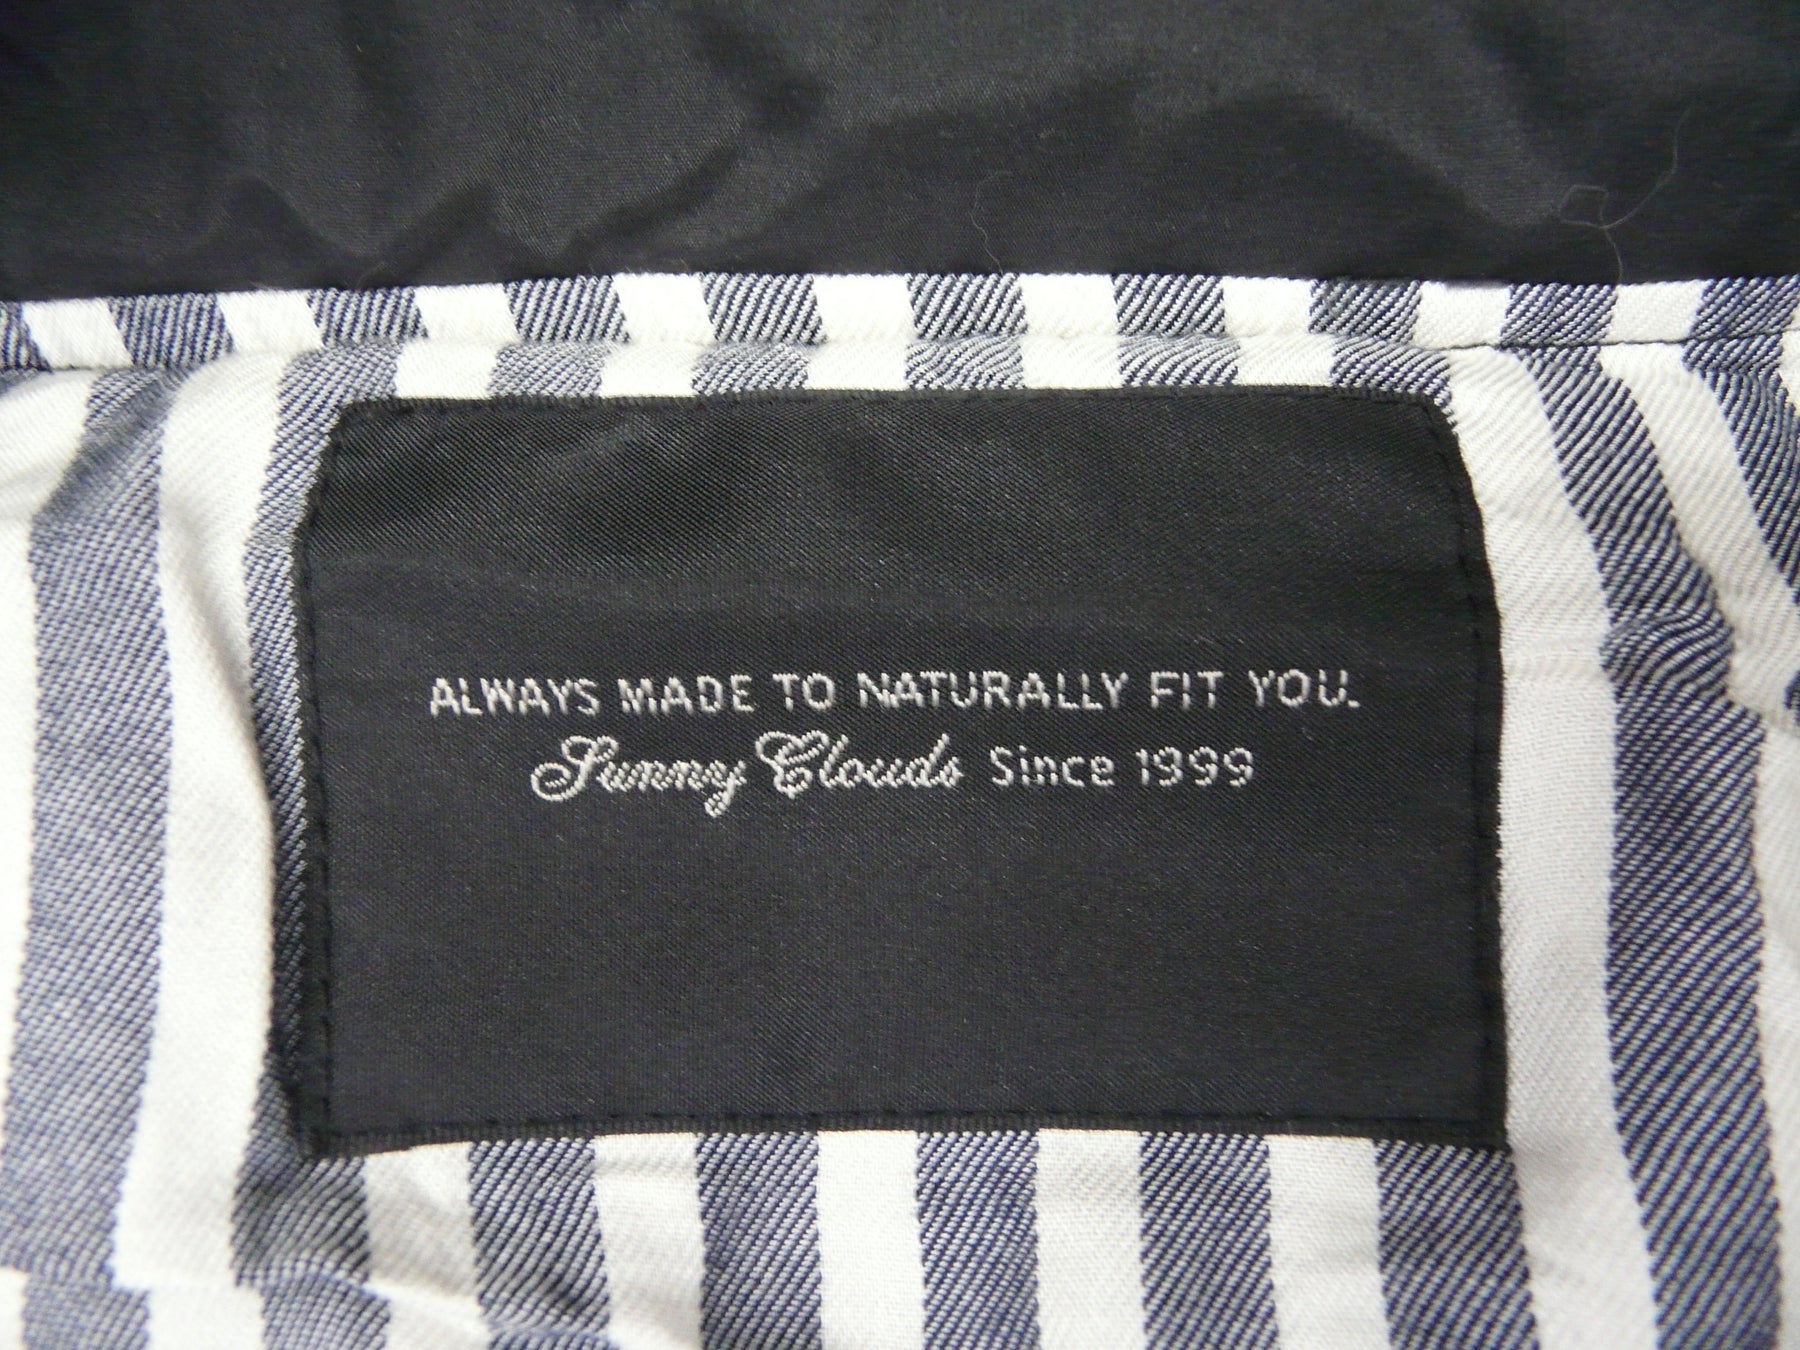 ALWAYS MADE TO NATURALLY FIT YOU.
Sunny Clouds Since 1999